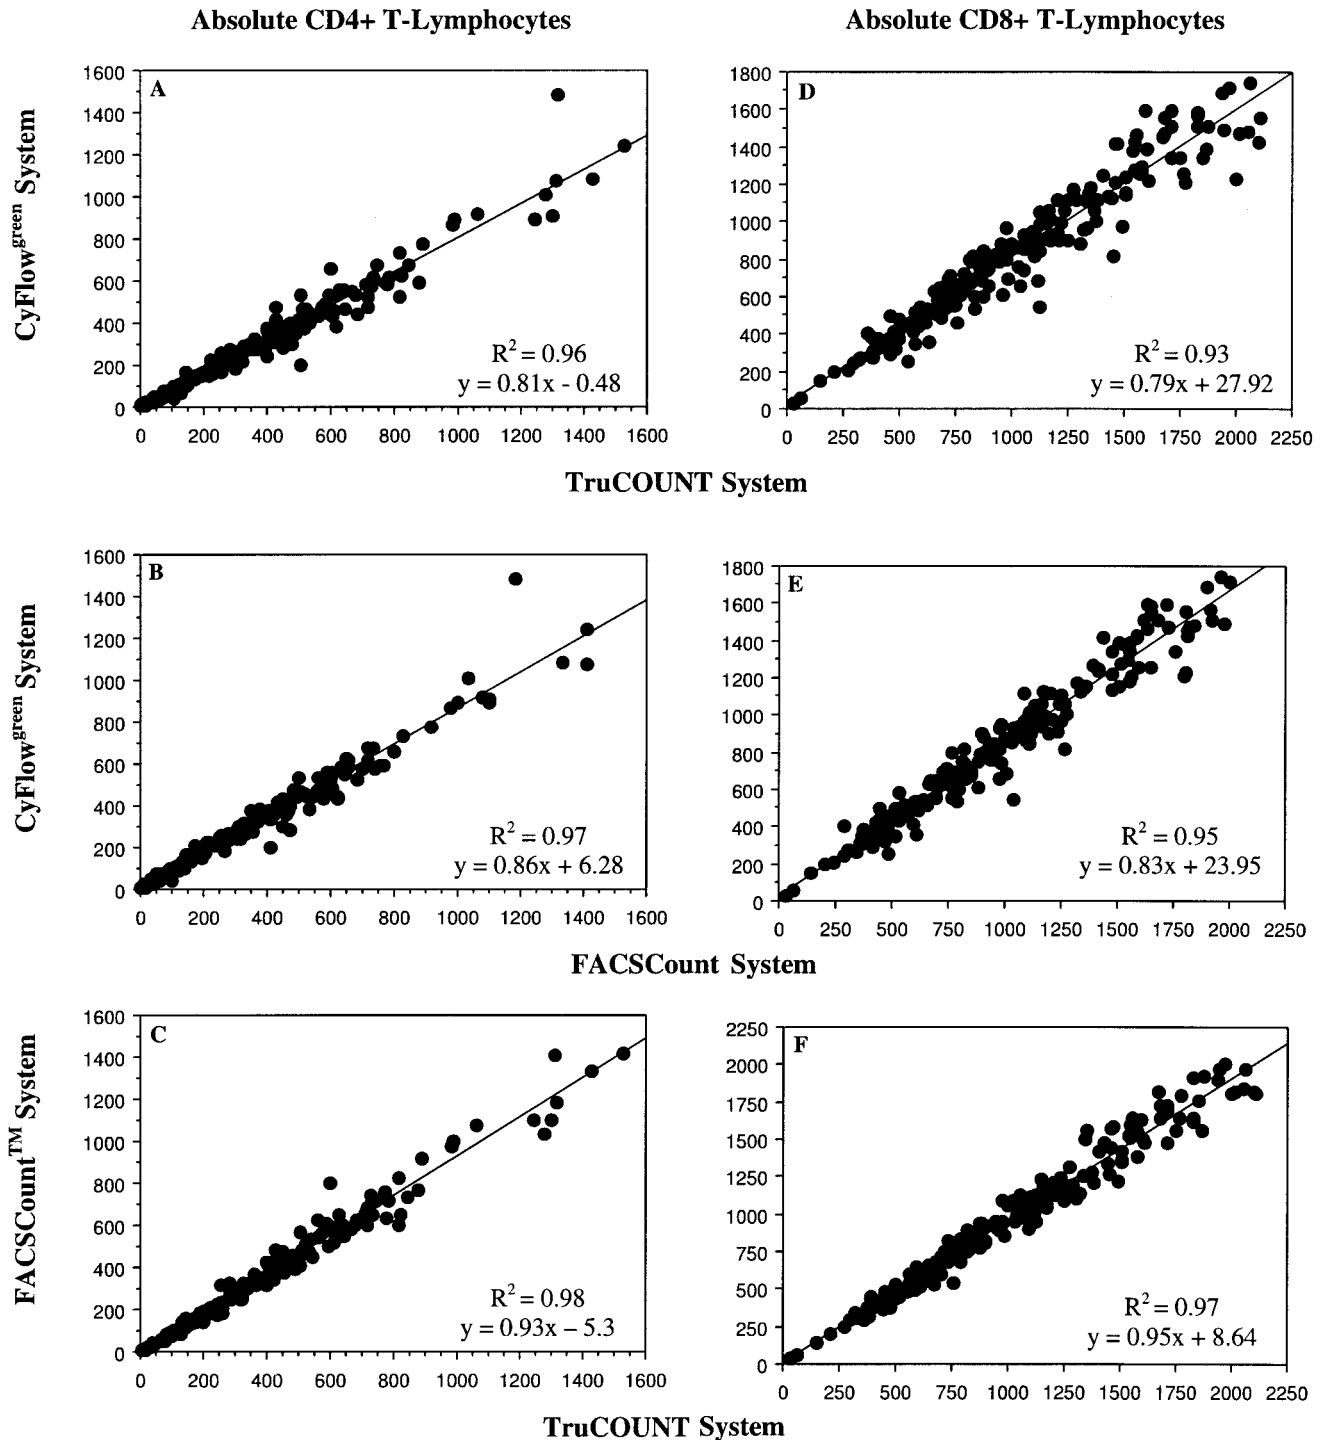 Absolute CD4+ T-Lymphocytes
Absolute CD8+ T-Lymphocytes
CyFlowgreen System
A
1600
1400
1200
1000
800
600
400
200
0
R2 = 0.96
y = 0.81x - 0.48
0 200 400 600 800 1000 1200 1400 1600
D
1800
1600
1400
1200
1000
800
600
400
200
0
R2 = 0.93
y = 0.79x + 27.92
0 250 500 750 1000 1250 1500 1750 2000 2250
TruCOUNT System
CyFlowgreen System
B
1600
1400
1200
1000
800
600
400
200
0
R2 = 0.97
y = 0.86x + 6.28
0 200 400 600 800 1000 1200 1400 1600
E
1800
1600
1400
1200
1000
800
600
400
200
0
R2 = 0.95
y = 0.83x + 23.95
0 250 500 750 1000 1250 1500 1750 2000 2250
FACSCount System
FACSCountTM System
C
1600
1400
1200
1000
800
600
400
200
0
R2 = 0.98
y = 0.93x – 5.3
0 200 400 600 800 1000 1200 1400 1600
F
2250
2000
1750
1500
1250
1000
750
500
250
0
R2 = 0.97
y = 0.95x + 8.64
0 250 500 750 1000 1250 1500 1750 2000 2250
TruCOUNT System